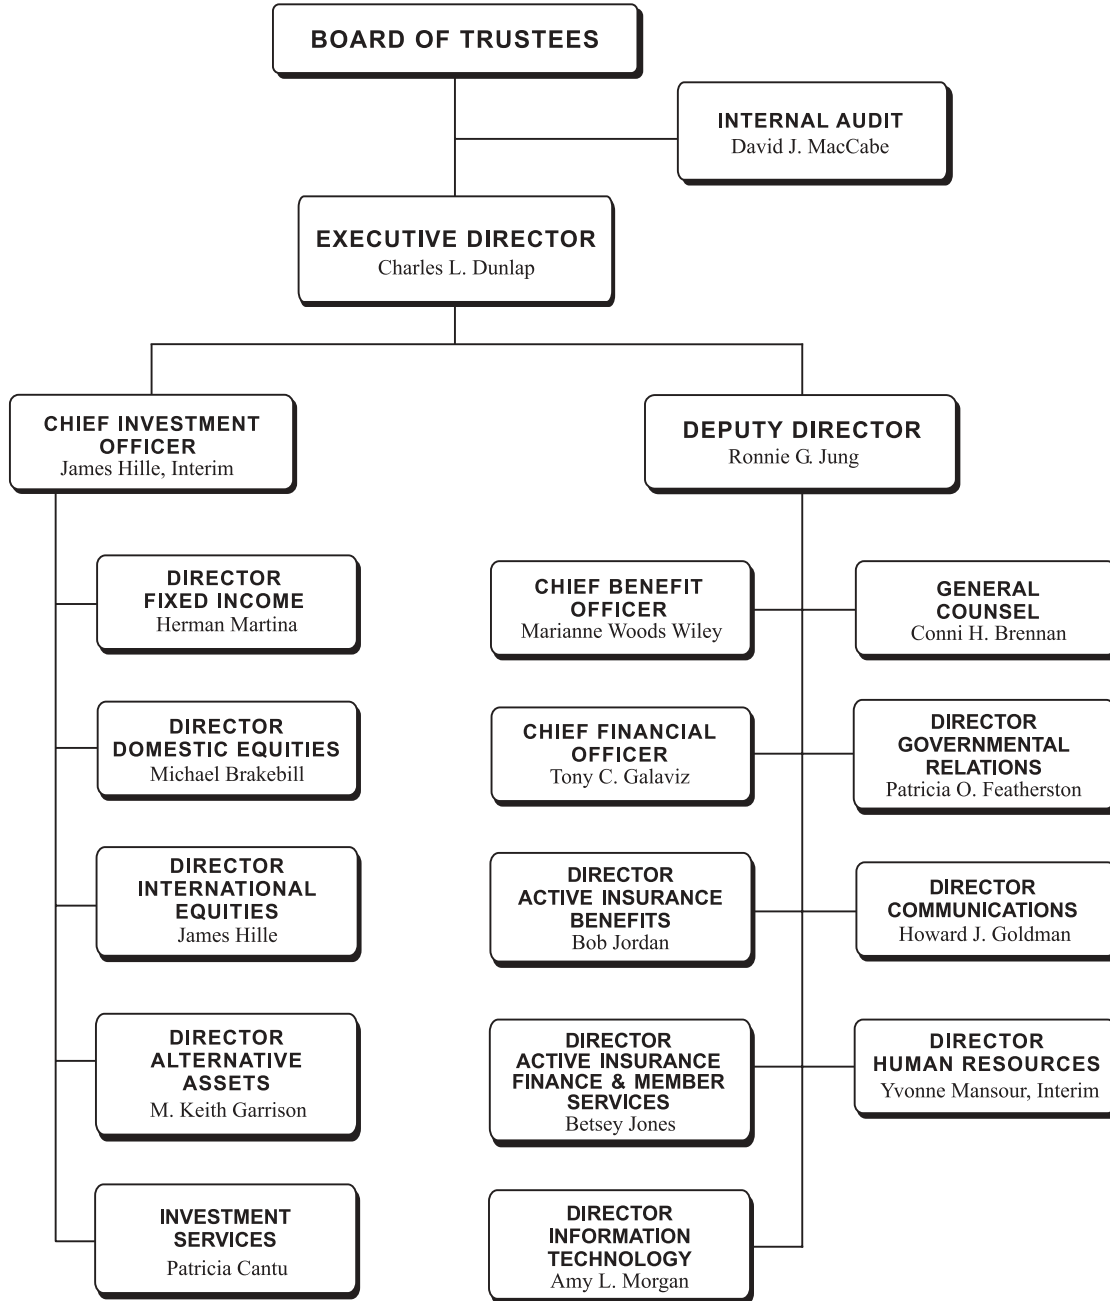 BOARD OF TRUSTEES
INTERNAL AUDIT
David J. MacCabe
EXECUTIVE DIRECTOR
Charles L. Dunlap
CHIEF INVESTMENT
OFFICER
James Hille, Interim
DEPUTY DIRECTOR
Ronnie G. Jung
DIRECTOR
FIXED INCOME
Herman Martina
DIRECTOR
DOMESTIC EQUITIES
Michael Brakebill
DIRECTOR
INTERNATIONAL
EQUITIES
James Hille
DIRECTOR
ALTERNATIVE
ASSETS
M. Keith Garrison
INVESTMENT
SERVICES
Patricia Cantu
CHIEF BENEFIT
OFFICER
Marianne Woods Wiley
CHIEF FINANCIAL
OFFICER
Tony C. Galaviz
DIRECTOR
ACTIVE INSURANCE
BENEFITS
Bob Jordan
DIRECTOR
ACTIVE INSURANCE
FINANCE & MEMBER
SERVICES
Betsey Jones
DIRECTOR
INFORMATION
TECHNOLOGY
Amy L. Morgan
GENERAL
COUNSEL
Conni H. Brennan
DIRECTOR
GOVERNMENTAL
RELATIONS
Patricia O. Featherston
DIRECTOR
COMMUNICATIONS
Howard J. Goldman
DIRECTOR
HUMAN RESOURCES
Yvonne Mansour, Interim